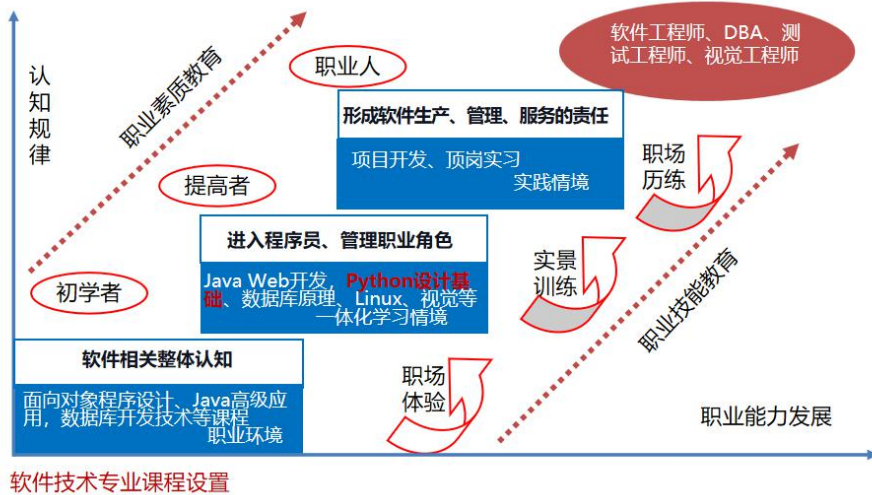 软件工程师、DBA、测
试工程师、视觉工程师
认
知
规
律
职业素质教育
职业人
形成软件生产、管理、服务的责任
项目开发、顶岗实习
实践情境
职场
历练
提高者
进入程序员、管理职业角色
Java Web开发，Python设计基
础、数据库原理、Linux、视觉等
一体化学习情境
实景
训练
职业技能教育
初学者
软件相关整体认知
面向对象程序设计、Java高级应
用，数据库开发技术等课程
职业环境
职场
体验
职业能力发展
软件技术专业课程设置